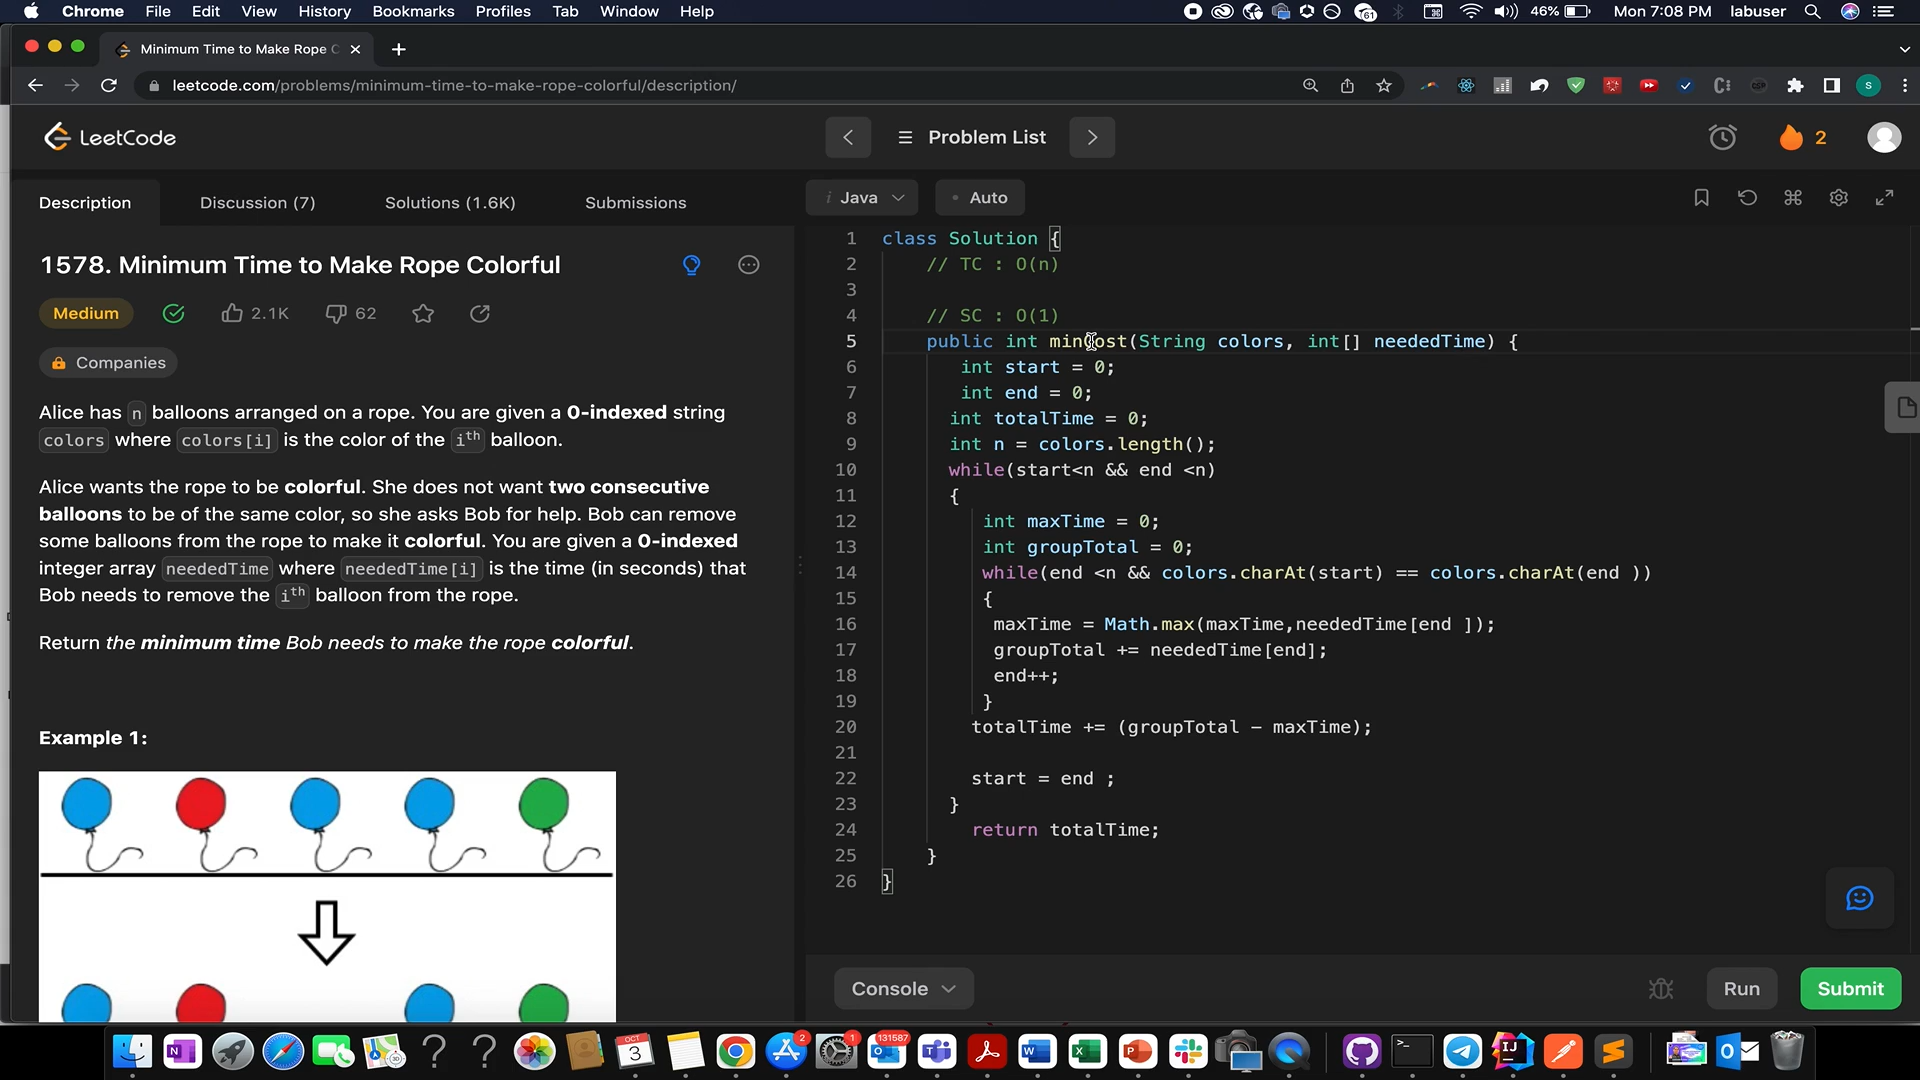 Chrome File Edit View History Bookmarks Profiles Tab Window Help 61 46% Mon 7:08 PM labuser
Minimum Time to Make Rope C
leetcode.com/problems/minimum-time-to-make-rope-colorful/description/
S
LeetCode
Problem List
2
Description Discussion (7) Solutions (1.6K) Submissions
i Java • Auto
1578. Minimum Time to Make Rope Colorful
Medium 2.1K 62
Companies
Alice has n balloons arranged on a rope. You are given a 0-indexed string
colors where colors[i] is the color of the ith balloon.
Alice wants the rope to be colorful. She does not want two consecutive
balloons to be of the same color, so she asks Bob for help. Bob can remove
some balloons from the rope to make it colorful. You are given a 0-indexed
integer array neededTime where neededTime[i] is the time (in seconds) that
Bob needs to remove the ith balloon from the rope.
Return the minimum time Bob needs to make the rope colorful.
Example 1:
1 class Solution {
2 // TC : O(n)
3
4 // SC : O(1)
5 public int minCost(String colors, int[] neededTime) {
6 int start = 0;
7 int end = 0;
8 int totalTime = 0;
9 int n = colors.length();
10 while(start<n && end <n)
11 {
12 int maxTime = 0;
13 int groupTotal = 0;
14 while(end <n && colors.charAt(start) == colors.charAt(end ))
15 {
16 maxTime = Math.max(maxTime,neededTime[end ]);
17 groupTotal += neededTime[end];
18 end++;
19 }
20 totalTime += (groupTotal - maxTime);
21
22 start = end ;
23 }
24 return totalTime;
25 }
26 }
Console Run Submit
OCT
3
2
1
131587